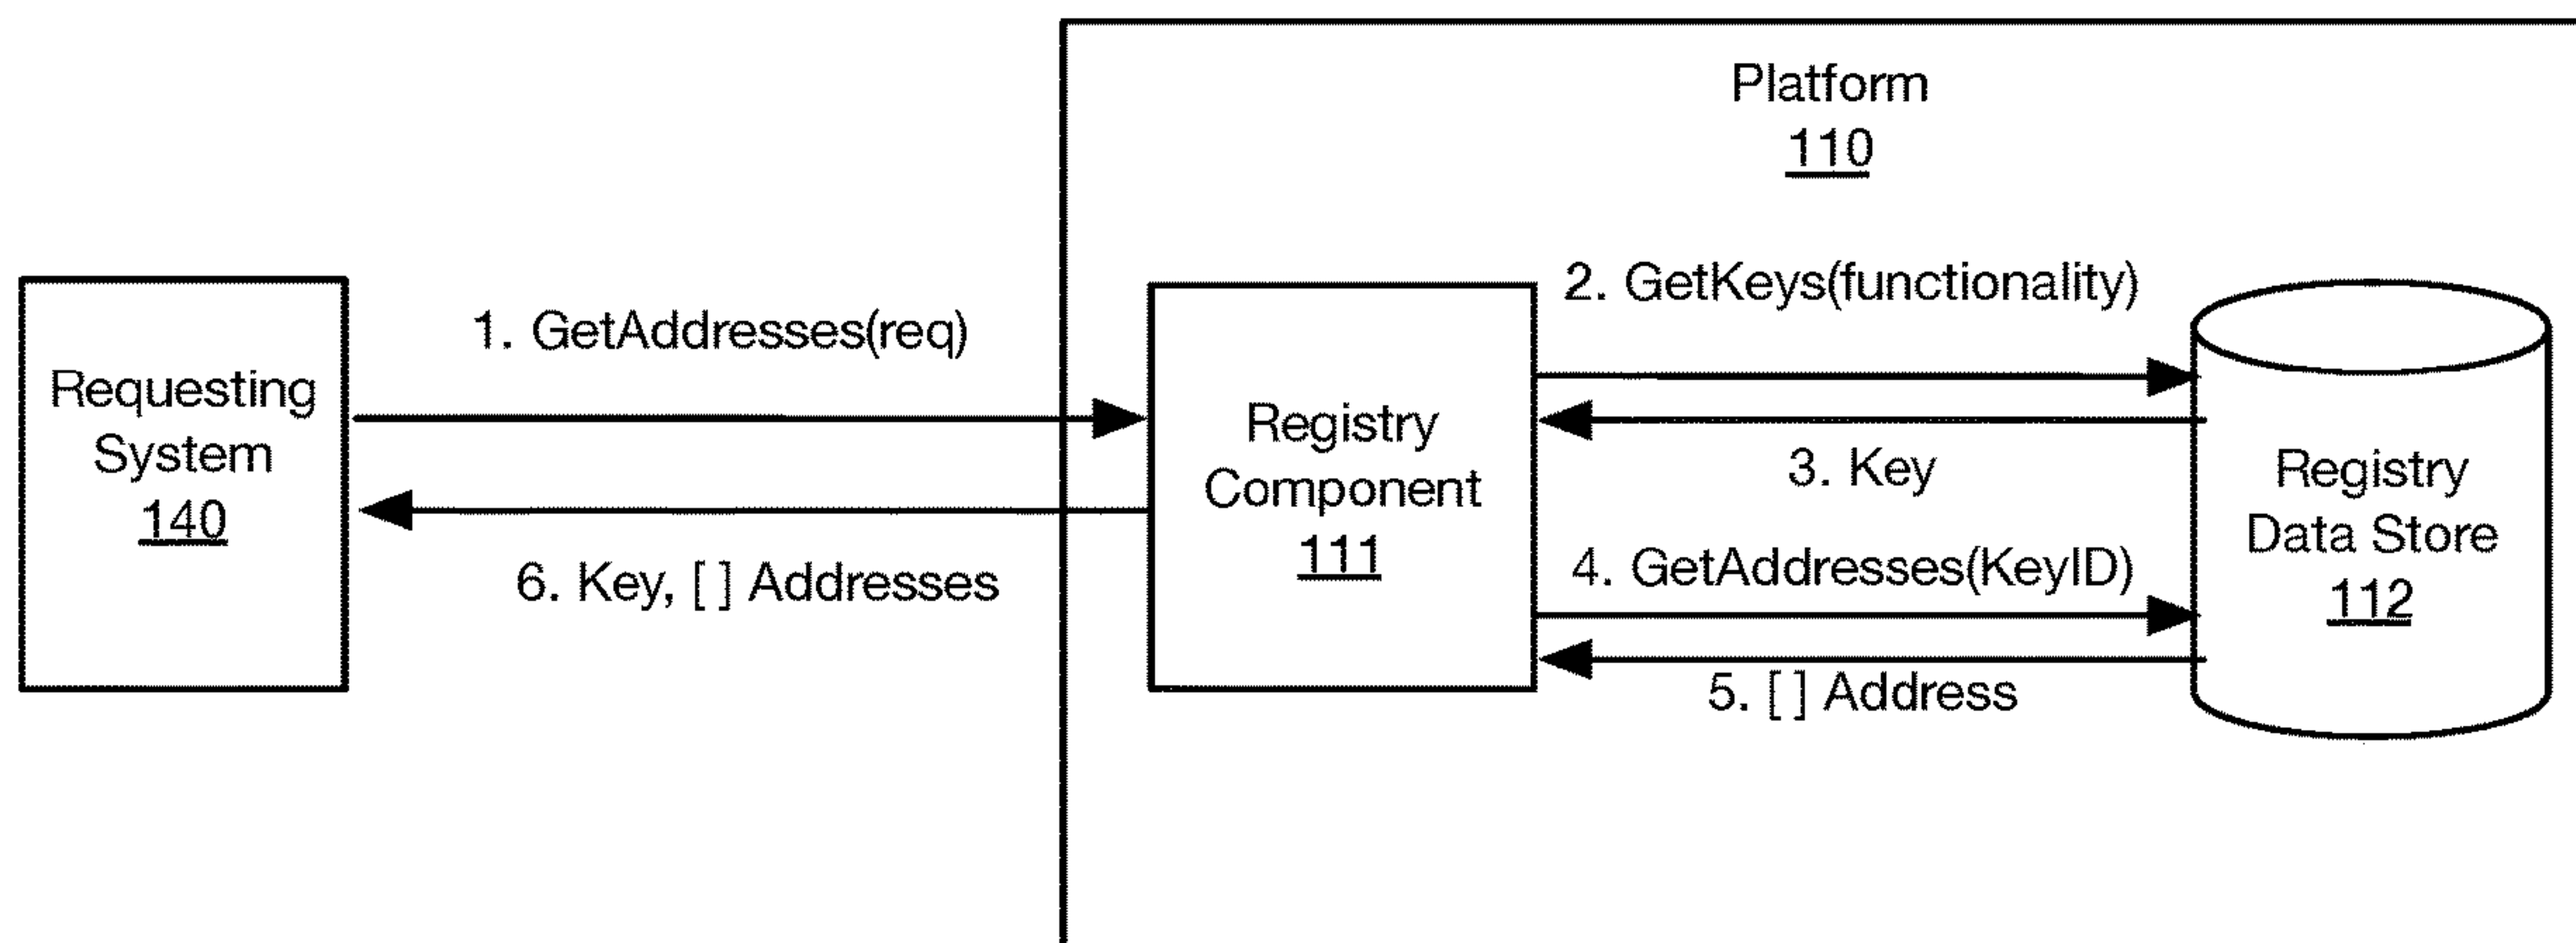 Platform
110
Requesting
System
140
1. GetAddresses(req)
6. Key, [ ] Addresses
Registry
Component
111
2. GetKeys(functionality)
3. Key
4. GetAddresses(KeyID)
5. [ ] Address
Registry
Data Store
112